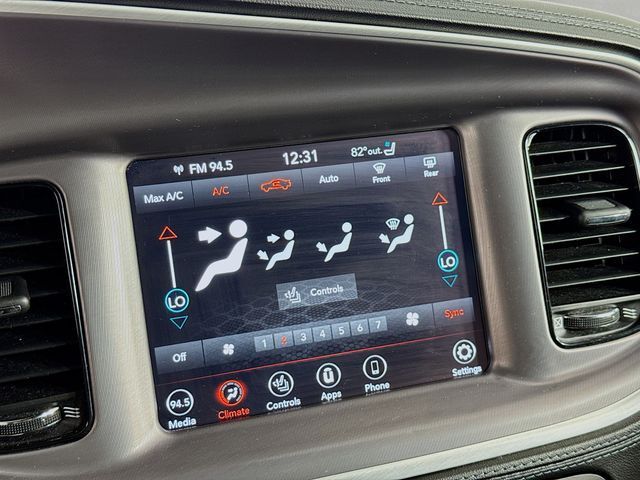 FM 94.5 12:31 82°out.
Max A/C A/C Auto Front Rear
LO LO
Controls
Off 1 2 3 4 5 6 7 Sync
94.5
Media Climate Controls Apps Phone Settings